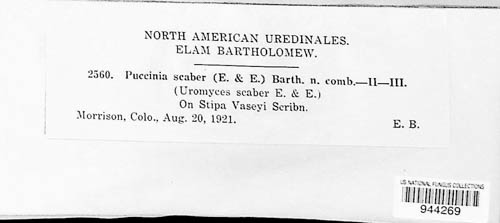 NORTH AMERICAN UREDINALES.
ELAM BARTHOLOMEW.
2560. Puccinia scaber (E. & E.) Barth. n. comb.—II—III.
(Uromyces scaber E. & E.)
On Stipa Vaseyi Scribn.
Morrison, Colo., Aug. 20, 1921. E. B.
US NATIONAL FUNGUS COLLECTIONS
944269